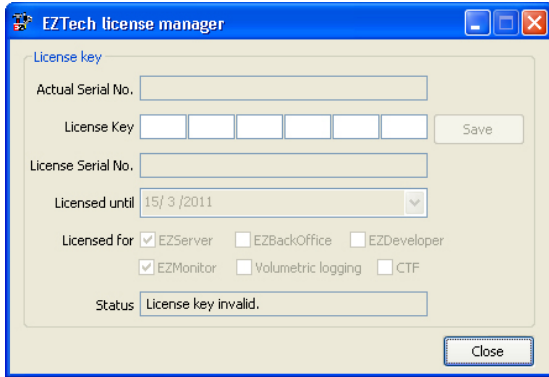 EZTech license manager
License key
Actual Serial No.
License Key
Save
License Serial No.
Licensed until 15/ 3 /2011
Licensed for EZServer EZBackOffice EZDeveloper
EZMonitor Volumetric logging CTF
Status License key invalid.
Close